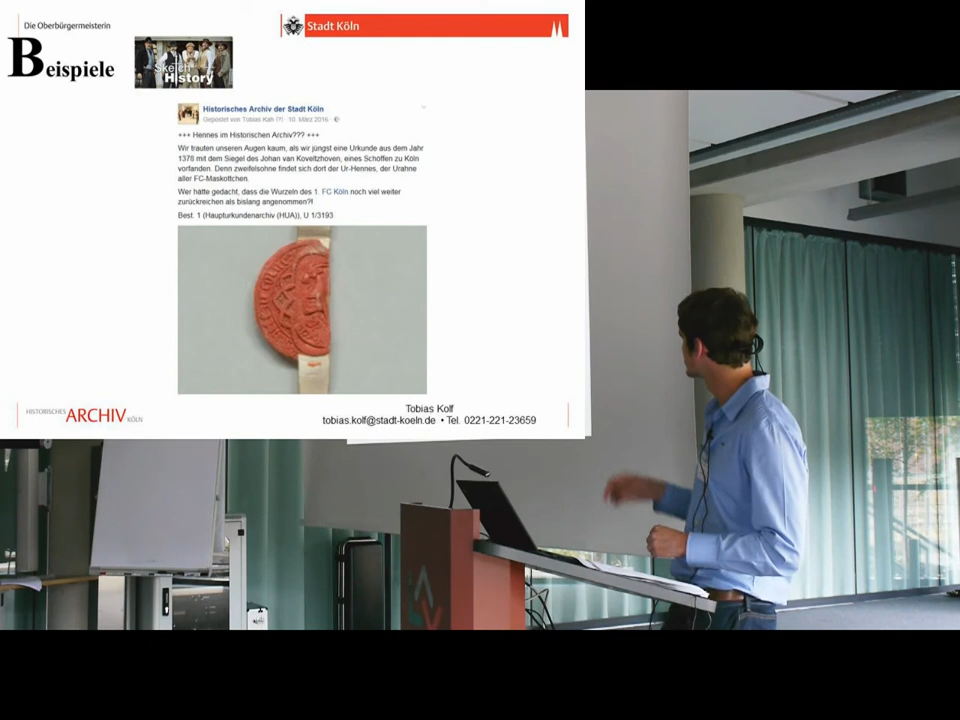 Die Oberbürgermeisterin
Stadt Köln
Beispiele
Sketch
History
Historisches Archiv der Stadt Köln
Gepostet von Tobias Kah (?) · 10. März 2016 ·
+++ Hennes im Historischen Archiv??? +++
Wir trauten unseren Augen kaum, als wir jüngst eine Urkunde aus dem Jahr
1378 mit dem Siegel des Johan van Koveltzhoven, eines Schöffen zu Köln
vorfanden. Denn zweifelsohne findet sich dort der Ur-Hennes, der Urahne
aller FC-Maskottchen.
Wer hätte gedacht, dass die Wurzeln des 1. FC Köln noch viel weiter
zurückreichen als bislang angenommen?!
Best. 1 (Haupturkundenarchiv (HUA)), U 1/3193
HISTORISCHES ARCHIV KÖLN
Tobias Kolf
tobias.kolf@stadt-koeln.de • Tel. 0221-221-23659